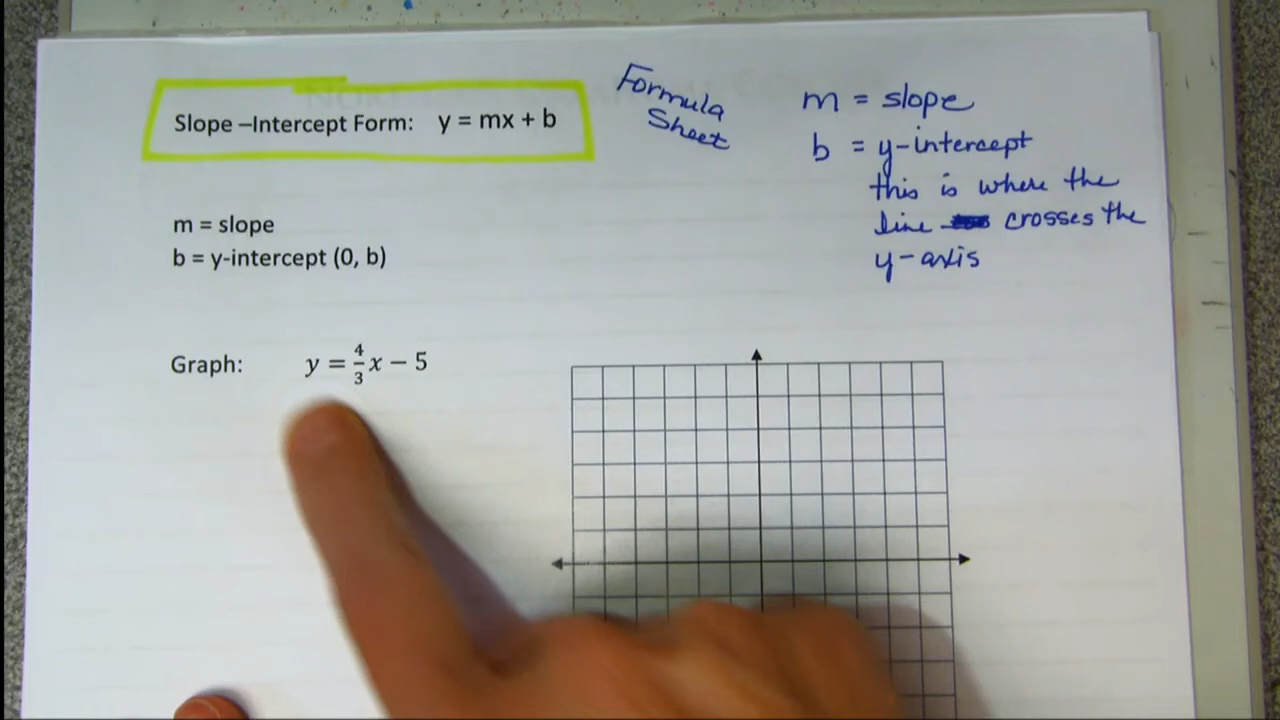 Slope –Intercept Form: y = mx + b
Formula
Sheet
m = slope
b = y-intercept
this is where the
line crosses the
y-axis
m = slope
b = y-intercept (0, b)
Graph: y = 4/3 x – 5